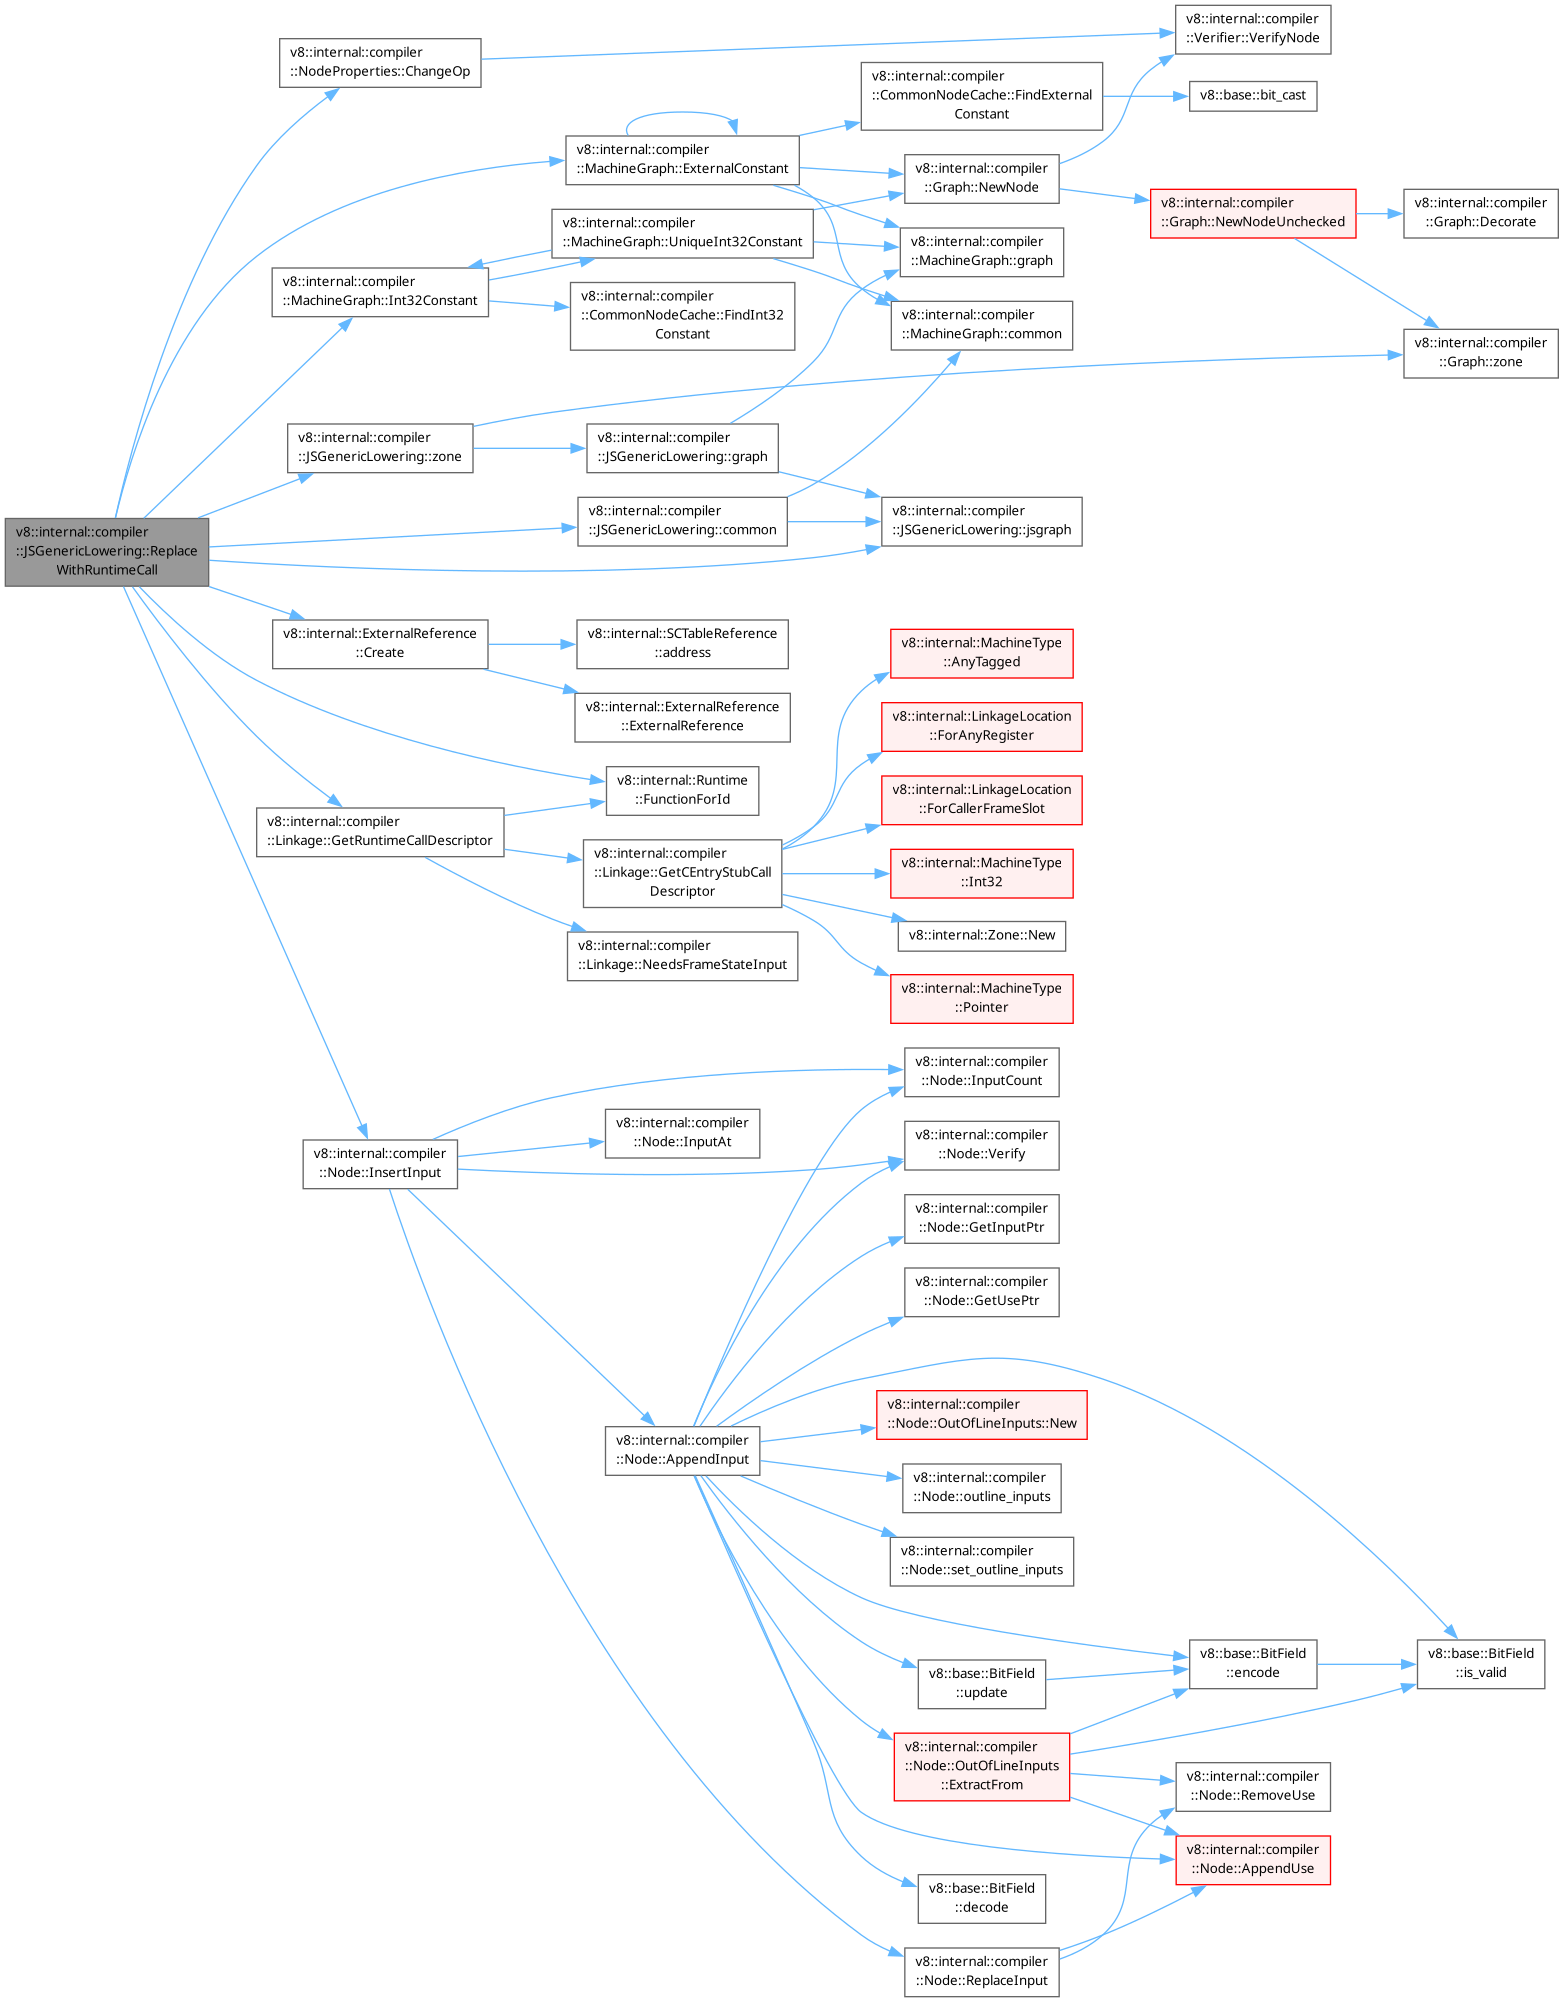 v8::internal::compiler
::JSGenericLowering::Replace
WithRuntimeCall
v8::internal::compiler
::NodeProperties::ChangeOp
v8::internal::compiler
::Verifier::VerifyNode
v8::internal::compiler
::MachineGraph::ExternalConstant
v8::internal::compiler
::CommonNodeCache::FindExternal
Constant
v8::base::bit_cast
v8::internal::compiler
::Graph::NewNode
v8::internal::compiler
::Graph::NewNodeUnchecked
v8::internal::compiler
::Graph::Decorate
v8::internal::compiler
::MachineGraph::UniqueInt32Constant
v8::internal::compiler
::MachineGraph::graph
v8::internal::compiler
::MachineGraph::Int32Constant
v8::internal::compiler
::CommonNodeCache::FindInt32
Constant
v8::internal::compiler
::MachineGraph::common
v8::internal::compiler
::Graph::zone
v8::internal::compiler
::JSGenericLowering::zone
v8::internal::compiler
::JSGenericLowering::graph
v8::internal::compiler
::JSGenericLowering::common
v8::internal::compiler
::JSGenericLowering::jsgraph
v8::internal::ExternalReference
::Create
v8::internal::SCTableReference
::address
v8::internal::ExternalReference
::ExternalReference
v8::internal::MachineType
::AnyTagged
v8::internal::LinkageLocation
::ForAnyRegister
v8::internal::Runtime
::FunctionForId
v8::internal::LinkageLocation
::ForCallerFrameSlot
v8::internal::compiler
::Linkage::GetRuntimeCallDescriptor
v8::internal::compiler
::Linkage::GetCEntryStubCall
Descriptor
v8::internal::MachineType
::Int32
v8::internal::Zone::New
v8::internal::compiler
::Linkage::NeedsFrameStateInput
v8::internal::MachineType
::Pointer
v8::internal::compiler
::Node::InputCount
v8::internal::compiler
::Node::InsertInput
v8::internal::compiler
::Node::InputAt
v8::internal::compiler
::Node::Verify
v8::internal::compiler
::Node::GetInputPtr
v8::internal::compiler
::Node::GetUsePtr
v8::internal::compiler
::Node::OutOfLineInputs::New
v8::internal::compiler
::Node::AppendInput
v8::internal::compiler
::Node::outline_inputs
v8::internal::compiler
::Node::set_outline_inputs
v8::base::BitField
::update
v8::base::BitField
::encode
v8::base::BitField
::is_valid
v8::internal::compiler
::Node::OutOfLineInputs
::ExtractFrom
v8::internal::compiler
::Node::RemoveUse
v8::internal::compiler
::Node::AppendUse
v8::base::BitField
::decode
v8::internal::compiler
::Node::ReplaceInput